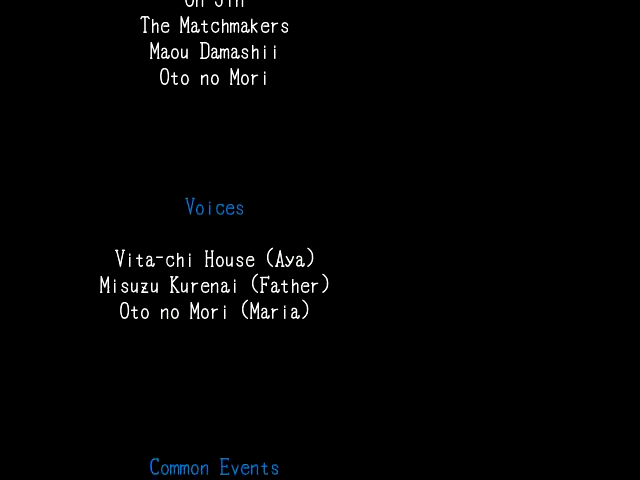 The Matchmakers
Maou Damashii
Oto no Mori
Voices
Vita-chi House (Aya)
Misuzu Kurenai (Father)
Oto no Mori (Maria)
Common Events